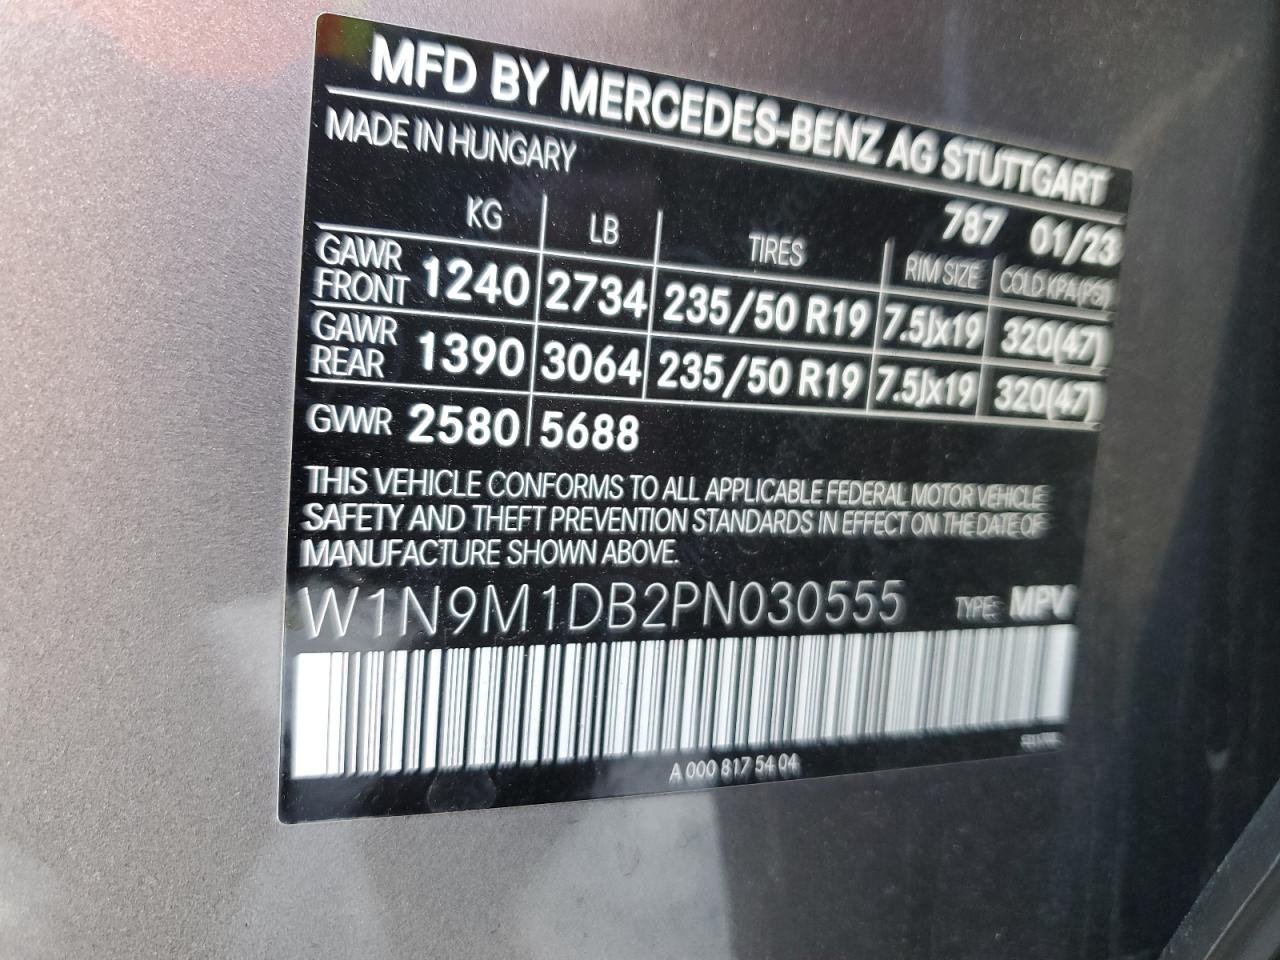 MFD BY MERCEDES-BENZ AG STUTTGART
MADE IN HUNGARY
787 01/23
KG LB TIRES RIM SIZE COLD KPA(PSI)
GAWR FRONT 1240 2734 235/50 R19 7.5Jx19 320(47)
GAWR REAR 1390 3064 235/50 R19 7.5Jx19 320(47)
GVWR 2580 5688
THIS VEHICLE CONFORMS TO ALL APPLICABLE FEDERAL MOTOR VEHICLE
SAFETY AND THEFT PREVENTION STANDARDS IN EFFECT ON THE DATE OF
MANUFACTURE SHOWN ABOVE.
W1N9M1DB2PN030555 TYPE: MPV
A 000 817 54 04